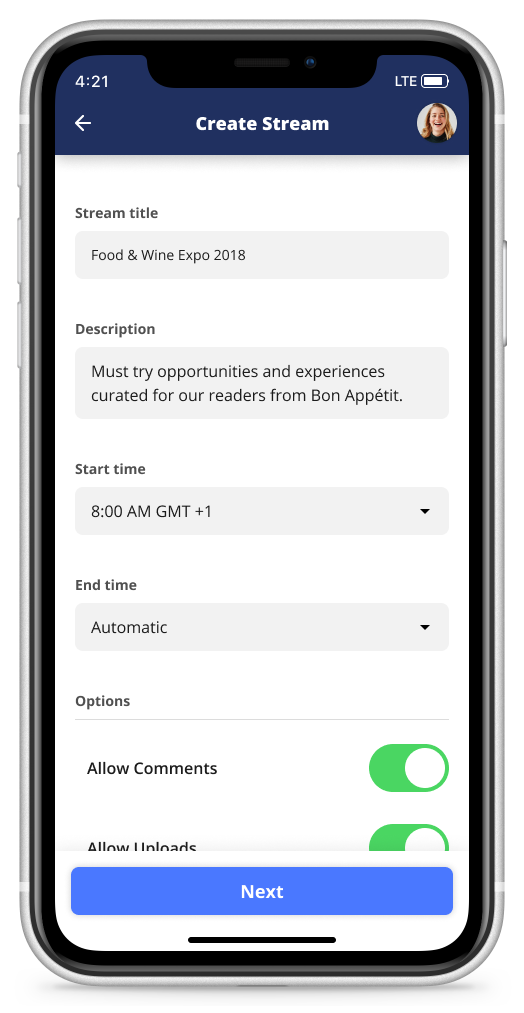 4:21
LTE
Create Stream
Stream title
Food & Wine Expo 2018
Description
Must try opportunities and experiences
curated for our readers from Bon Appétit.
Start time
8:00 AM GMT +1
End time
Automatic
Options
Allow Comments
Allow Uploads
Next